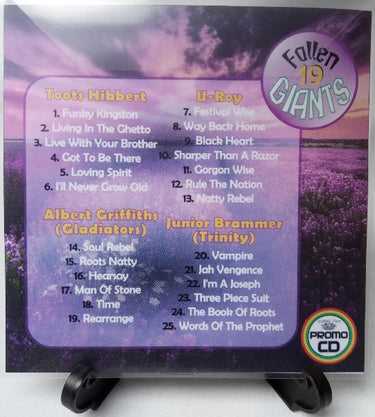 Fallen
19
GIANTS
Toots Hibbert
1. Funky Kingston
2. Living In The Ghetto
3. Live With Your Brother
4. Got To Be There
5. Loving Spirit
6. I'll Never Grow Old
U-Roy
7. Festival Wise
8. Way Back Home
9. Black Heart
10. Sharper Than A Razor
11. Gorgon Wise
12. Rule The Nation
13. Natty Rebel
Albert Griffiths
(Gladiators)
14. Soul Rebel
15. Roots Natty
16. Hearsay
17. Man Of Stone
18. Time
19. Rearrange
Junior Brammer
(Trinity)
20. Vampire
21. Jah Vengence
22. I'm A Joseph
23. Three Piece Suit
24. The Book Of Roots
25. Words Of The Prophet
PROMO
CD